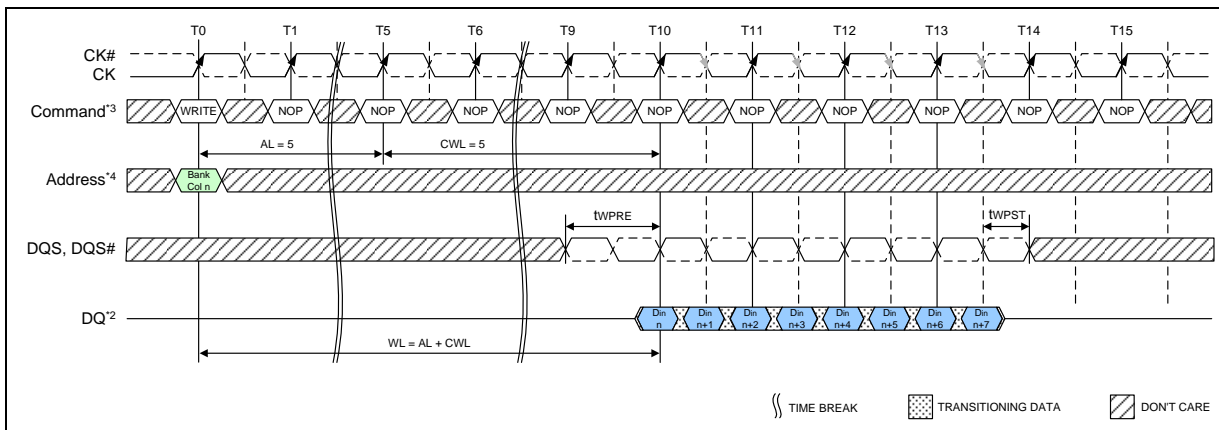 T0 T1 T5 T6 T9 T10 T11 T12 T13 T14 T15
CK#
CK
Command*3 WRITE NOP NOP NOP NOP NOP NOP NOP NOP NOP NOP
AL = 5 CWL = 5
Address*4 Bank
Col n
tWPRE tWPST
DQS, DQS#
DQ*2 Din Din Din Din Din Din Din Din
n n+1 n+2 n+3 n+4 n+5 n+6 n+7
WL = AL + CWL
TIME BREAK TRANSITIONING DATA DON'T CARE